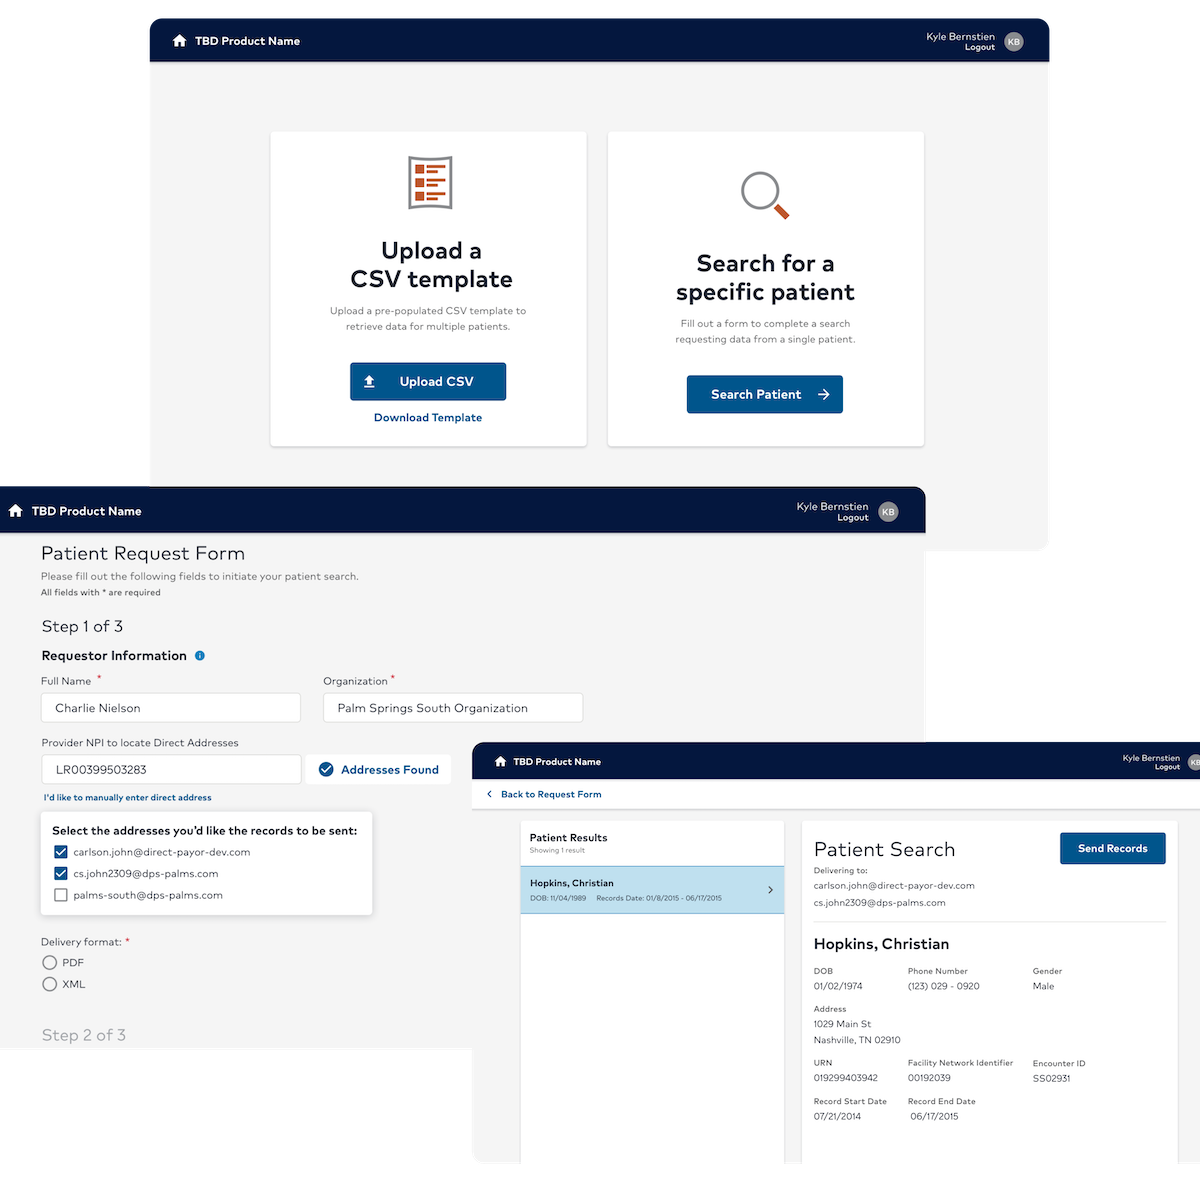 TBD Product Name
Kyle Bernstien
Logout
KB
Upload a
CSV template
Upload a pre-populated CSV template to
retrieve data for multiple patients.
Upload CSV
Download Template
Search for a
specific patient
Fill out a form to complete a search
requesting data from a single patient.
Search Patient
TBD Product Name
Kyle Bernstien
Logout
KB
Patient Request Form
Please fill out the following fields to initiate your patient search.
All fields with * are required
Step 1 of 3
Requestor Information
Full Name *
Charlie Nielson
Organization *
Palm Springs South Organization
Provider NPI to locate Direct Addresses
LR00399503283
Addresses Found
I'd like to manually enter direct address
Select the addresses you'd like the records to be sent:
carlson.john@direct-payor-dev.com
cs.john2309@dps-palms.com
palms-south@dps-palms.com
Delivery format: *
PDF
XML
Step 2 of 3
TBD Product Name
Kyle Bernstien
Logout
KB
Back to Request Form
Patient Results
Showing 1 result
Hopkins, Christian
DOB: 11/04/1989 Records Date: 01/8/2015 - 06/17/2015
Patient Search
Send Records
Delivering to:
carlson.john@direct-payor-dev.com
cs.john2309@dps-palms.com
Hopkins, Christian
DOB Phone Number Gender
01/02/1974 (123) 029 - 0920 Male
Address
1029 Main St
Nashville, TN 02910
URN Facility Network Identifier Encounter ID
019299403942 00192039 SS02931
Record Start Date Record End Date
07/21/2014 06/17/2015